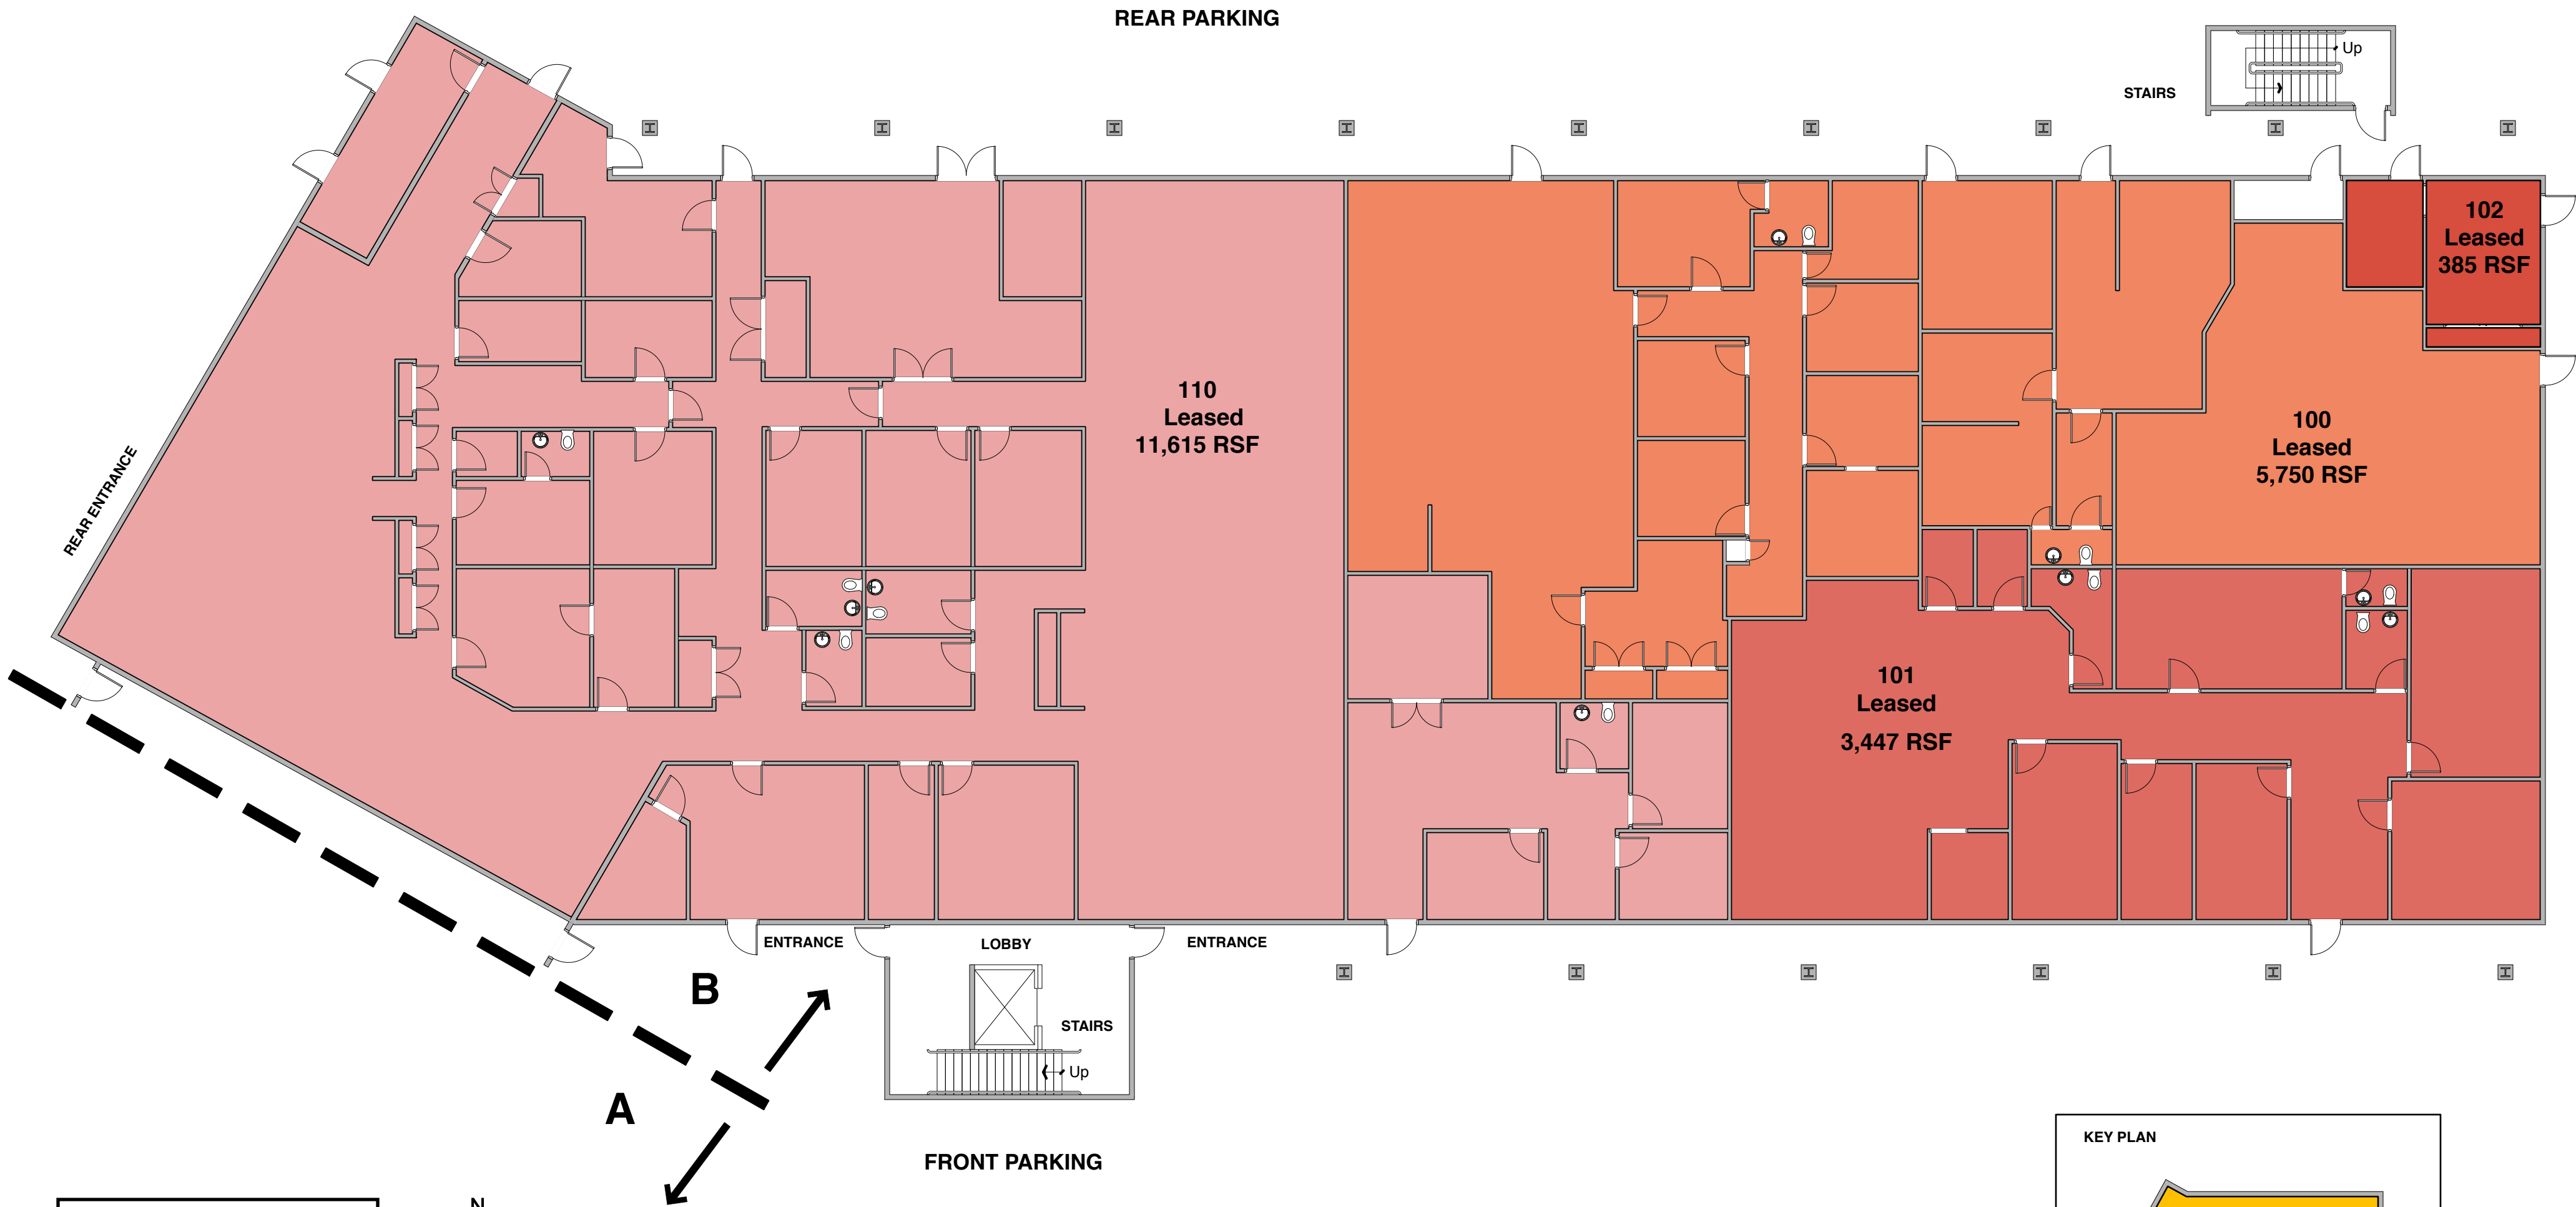 REAR PARKING
Up
STAIRS
102
Leased
385 RSF
110
Leased
11,615 RSF
100
Leased
5,750 RSF
REAR ENTRANCE
101
Leased
3,447 RSF
ENTRANCE
LOBBY
ENTRANCE
B
STAIRS
Up
A
KEY PLAN
FRONT PARKING
N